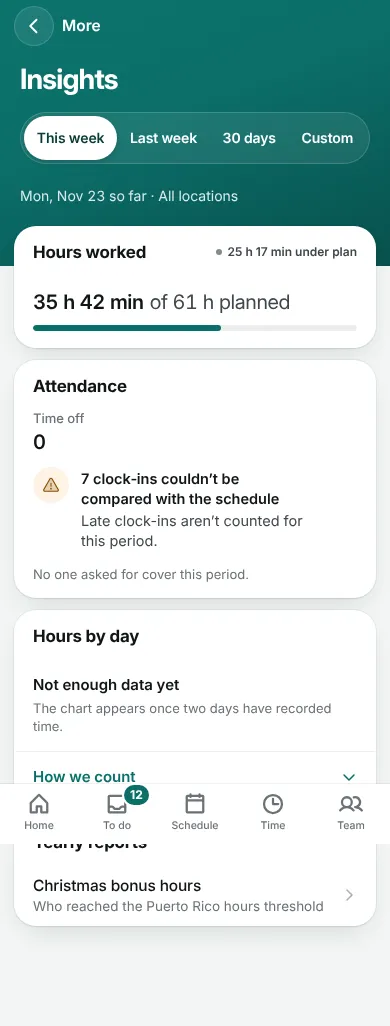 More
Insights
This week
Last week
30 days
Custom
Mon, Nov 23 so far · All locations
Hours worked
25 h 17 min under plan
35 h 42 min of 61 h planned
Attendance
Time off
0
7 clock-ins couldn’t be
compared with the schedule
Late clock-ins aren’t counted for
this period.
No one asked for cover this period.
Hours by day
Not enough data yet
The chart appears once two days have recorded
time.
How we count
12
Home
To do
Schedule
Time
Team
Yearly reports
Christmas bonus hours
Who reached the Puerto Rico hours threshold